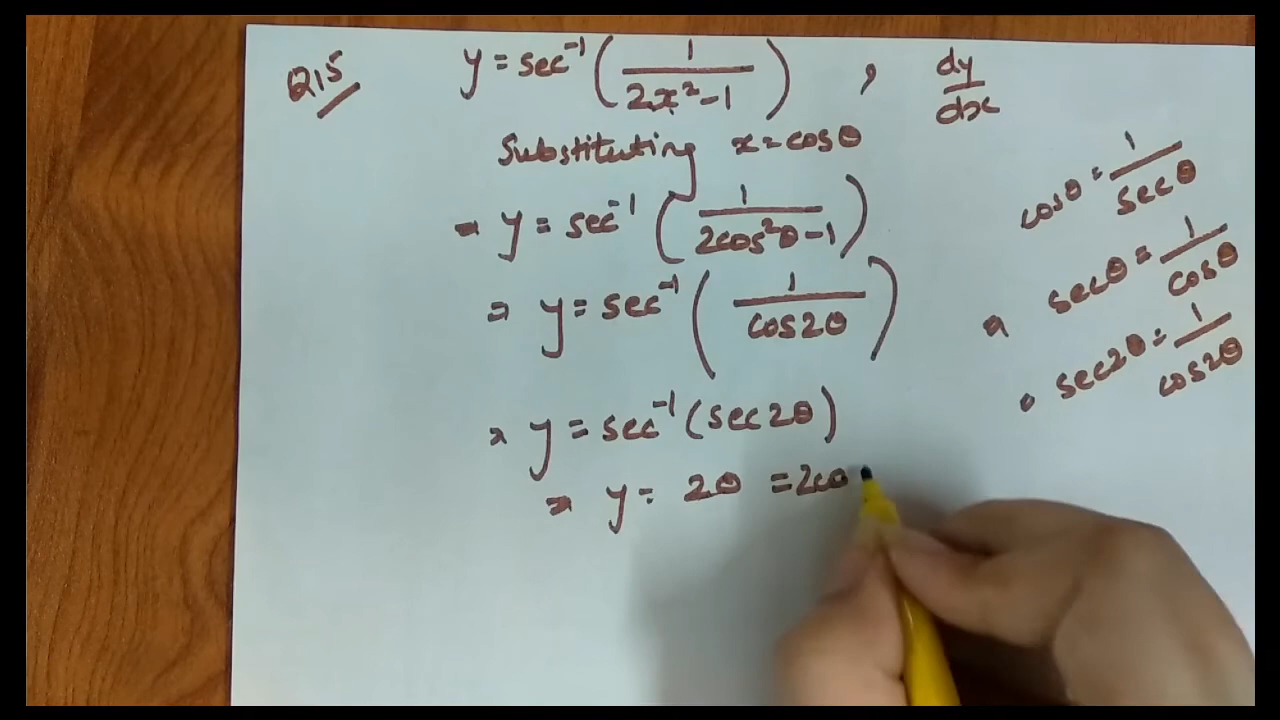 Q15 y = sec⁻¹ (1/(2x²-1)) , dy/dx
Substituting x = cosθ
⇒ y = sec⁻¹ (1/(2cos²θ-1))
⇒ y = sec⁻¹ (1/cos2θ)
⇒ y = sec⁻¹ (sec2θ)
⇒ y = 2θ = 2co
cosθ = 1/secθ
⇒ secθ = 1/cosθ
⇒ sec2θ = 1/cos2θ